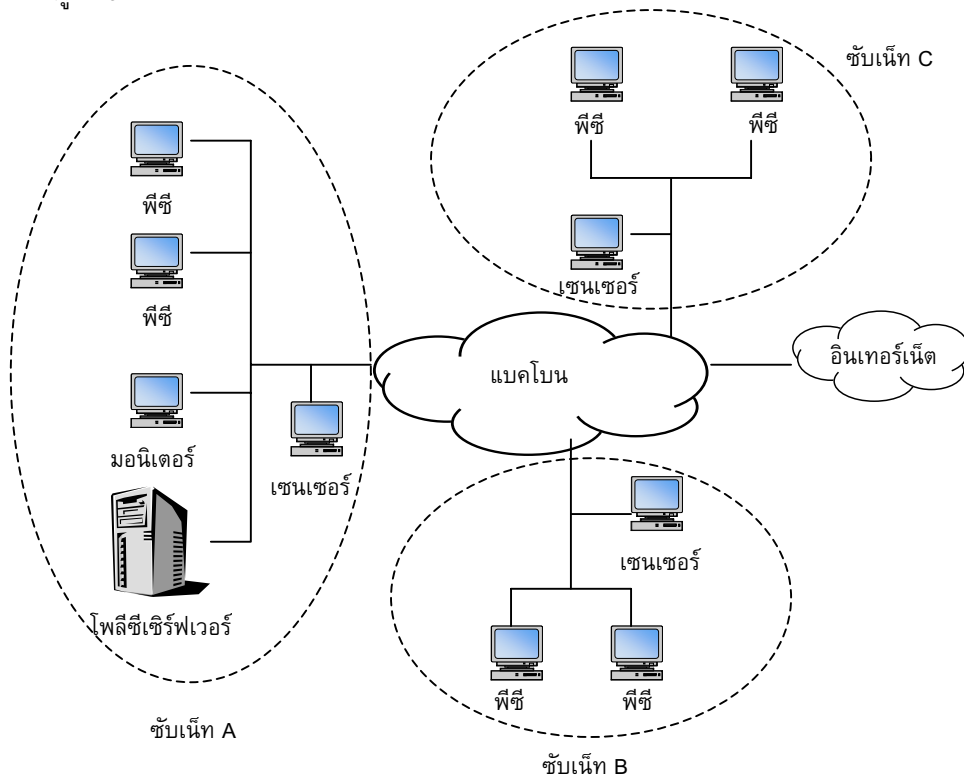 ซับเน็ท C
พีซี
พีซี
เซนเซอร์
พีซี
พีซี
มอนิเตอร์
เซนเซอร์
โพลีซีเซิร์ฟเวอร์
ซับเน็ท A
แบคโบน
อินเทอร์เน็ต
เซนเซอร์
พีซี
พีซี
ซับเน็ท B